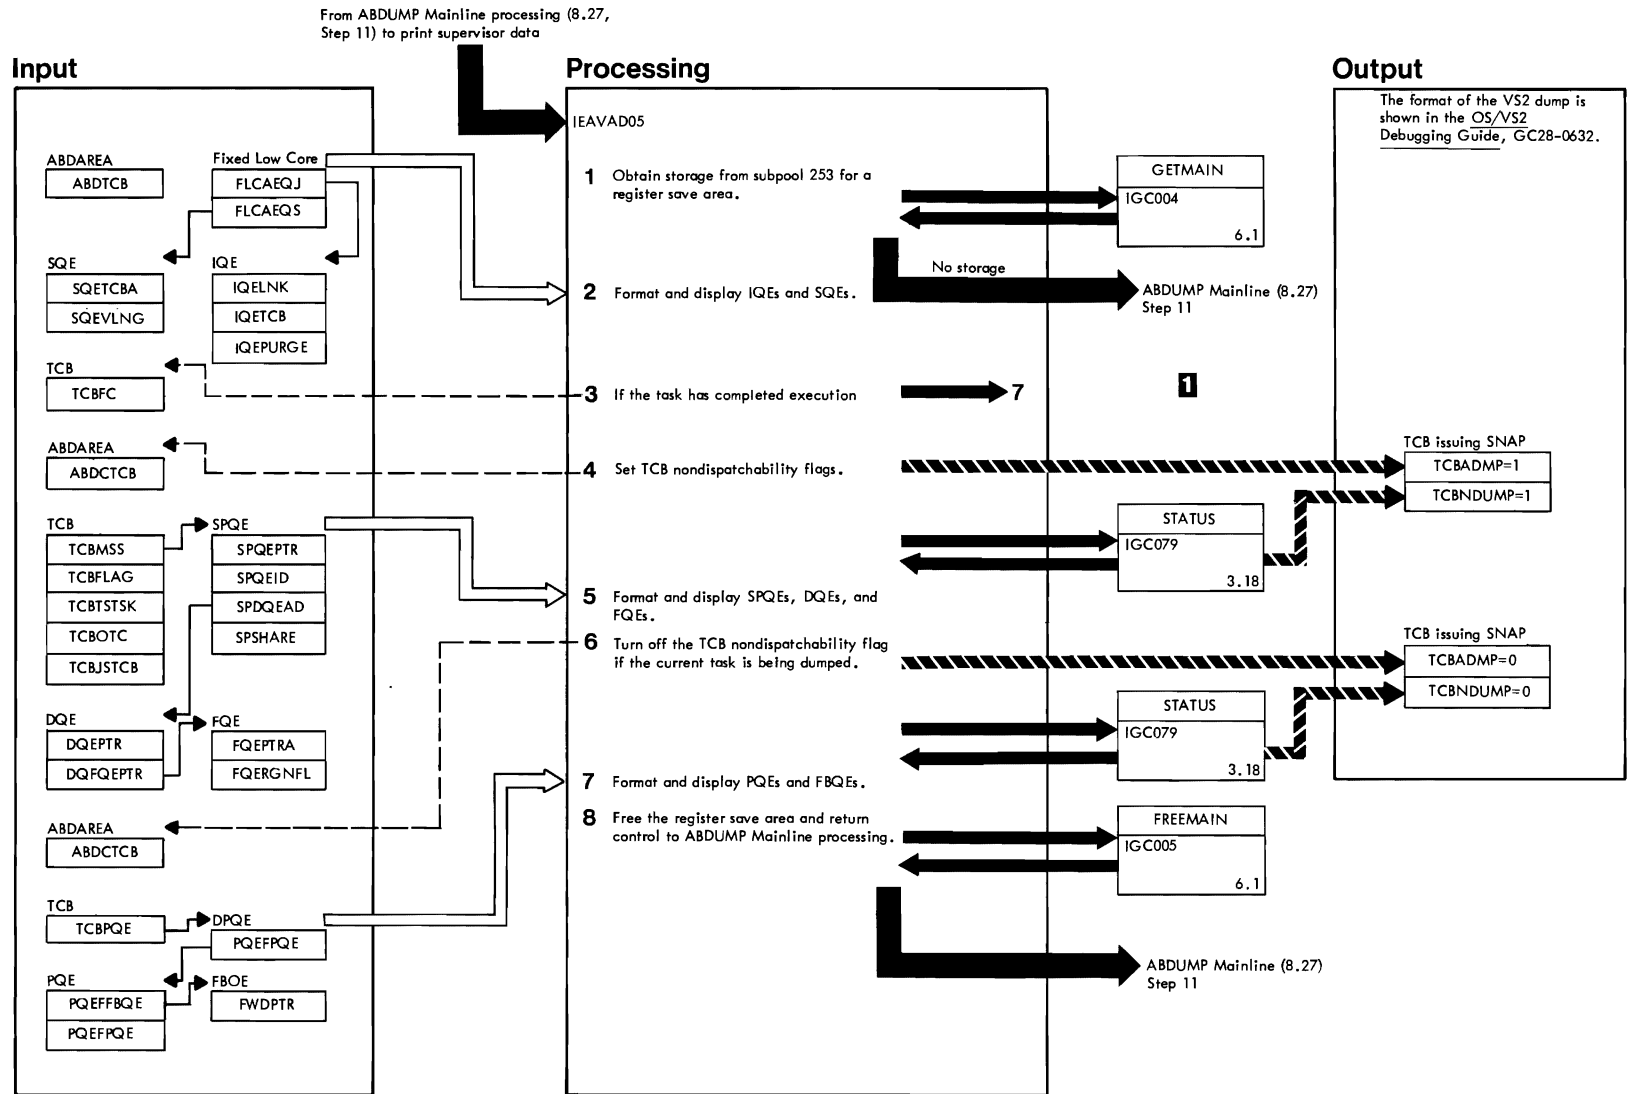 From ABDUMP Mainline processing (8.27,
Step 11) to print supervisor data
Input
Processing
Output
ABDAREA
ABDTCB
Fixed Low Core
FLCAEQJ
FLCAEQS
SQE
SQETCBA
SQEVLNG
IQE
IQELNK
IQETCB
IQEPURGE
TCB
TCBFC
ABDAREA
ABDCTCB
TCB
TCBMSS
TCBFLAG
TCBTSTSK
TCBOTC
TCBJSTCB
SPQE
SPQEPTR
SPQEID
SPDQEAD
SPSHARE
DQE
DQEPTR
DQFQEPTR
FQE
FQEPTRA
FQERGNFL
ABDAREA
ABDCTCB
TCB
TCBPQE
DPQE
PQEFPQE
PQE
PQEFFBQE
PQEFPQE
FBOE
FWDPTR
IEAVAD05
1 Obtain storage from subpool 253 for a
register save area.
GETMAIN
IGC004
6.1
No storage
ABDUMP Mainline (8.27)
Step 11
2 Format and display IQEs and SQEs.
3 If the task has completed execution
7
1
4 Set TCB nondispatchability flags.
STATUS
IGC079
3.18
5 Format and display SPQEs, DQEs, and
FQEs.
6 Turn off the TCB nondispatchability flag
if the current task is being dumped.
STATUS
IGC079
3.18
7 Format and display PQEs and FBQEs.
8 Free the register save area and return
control to ABDUMP Mainline processing.
FREEMAIN
IGC005
6.1
ABDUMP Mainline (8.27)
Step 11
The format of the VS2 dump is
shown in the OS/VS2
Debugging Guide, GC28-0632.
TCB issuing SNAP
TCBADMP=1
TCBNDUMP=1
TCB issuing SNAP
TCBADMP=0
TCBNDUMP=0